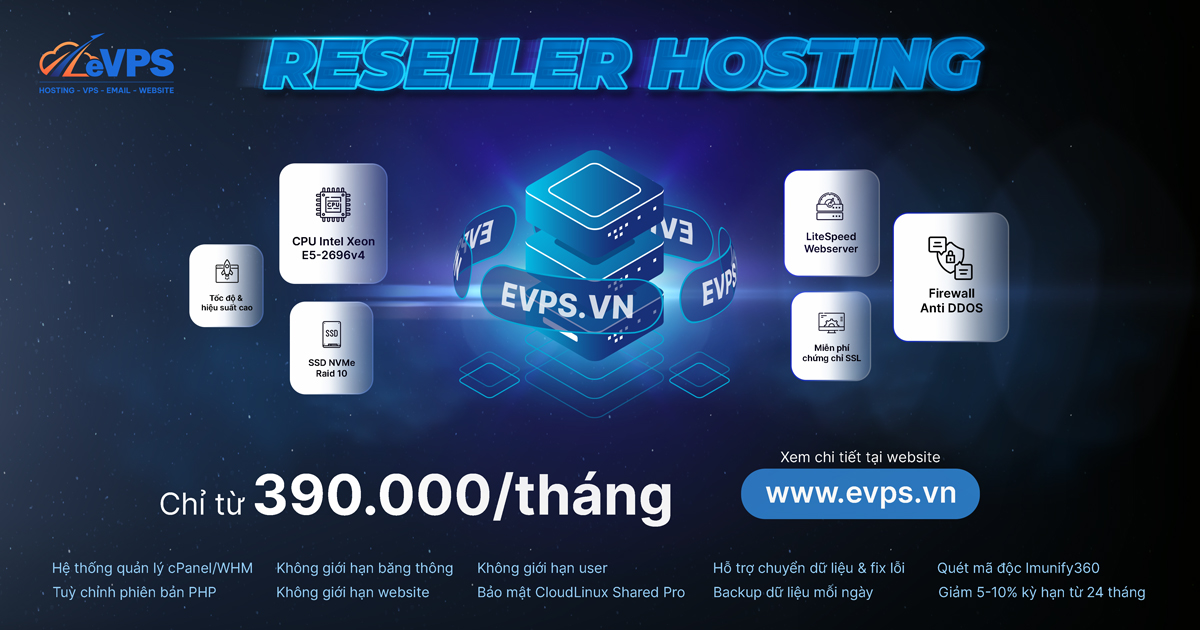 eVPS
HOSTING - VPS - EMAIL - WEBSITE
RESELLER HOSTING
CPU
CPU Intel Xeon
E5-2696v4
Tốc độ &
hiệu suất cao
SSD
SSD NVMe
Raid 10
EVPS.VN
EVPS
LiteSpeed
Webserver
Firewall
Anti DDOS
Miễn phí
chứng chỉ SSL
Chỉ từ 390.000/tháng
Xem chi tiết tại website
www.evps.vn
Hệ thống quản lý cPanel/WHM
Tuỳ chỉnh phiên bản PHP
Không giới hạn băng thông
Không giới hạn website
Không giới hạn user
Bảo mật CloudLinux Shared Pro
Hỗ trợ chuyển dữ liệu & fix lỗi
Backup dữ liệu mỗi ngày
Quét mã độc Imunify360
Giảm 5-10% kỳ hạn từ 24 tháng